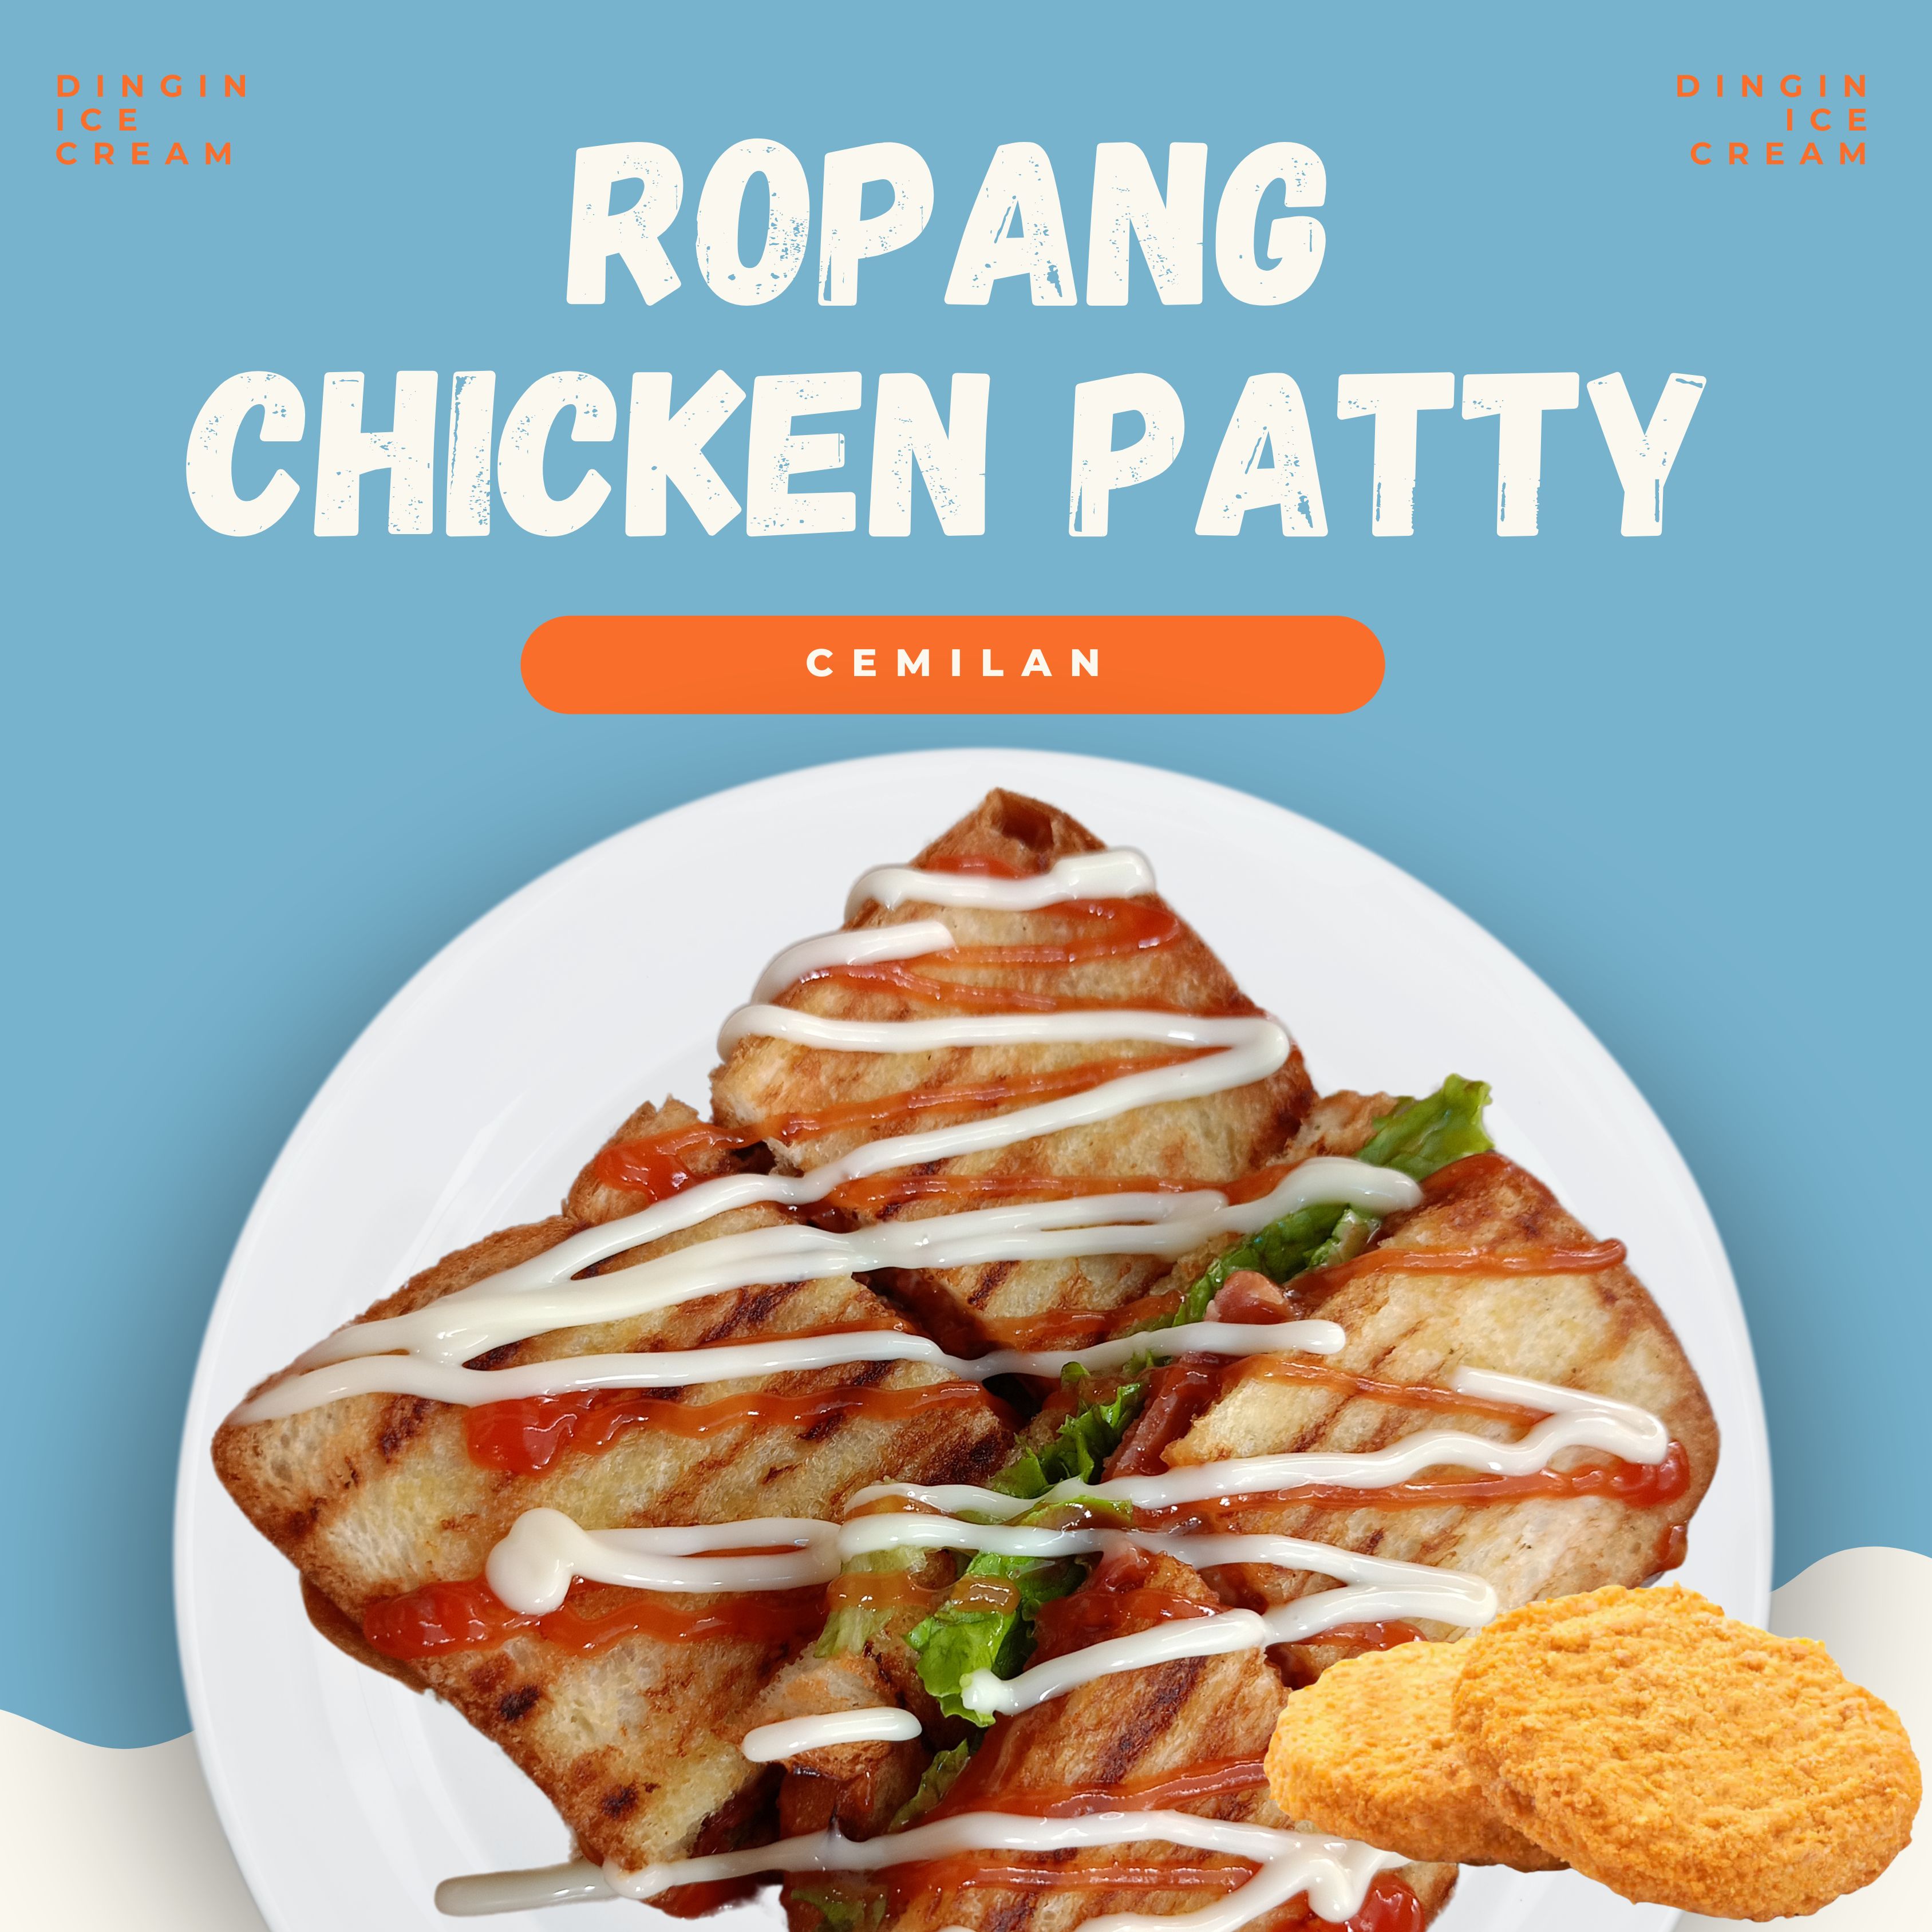 DINGIN
ICE
CREAM
DINGIN
ICE
CREAM
ROPANG
CHICKEN PATTY
CEMILAN